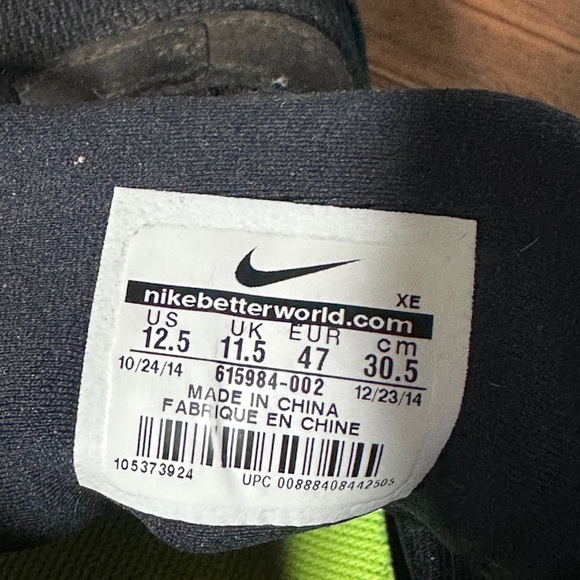 XE
nikebetterworld.com
US UK EUR cm
12.5 11.5 47 30.5
10/24/14 615984-002 12/23/14
MADE IN CHINA
FABRIQUE EN CHINE
105373924 UPC 00888408442505